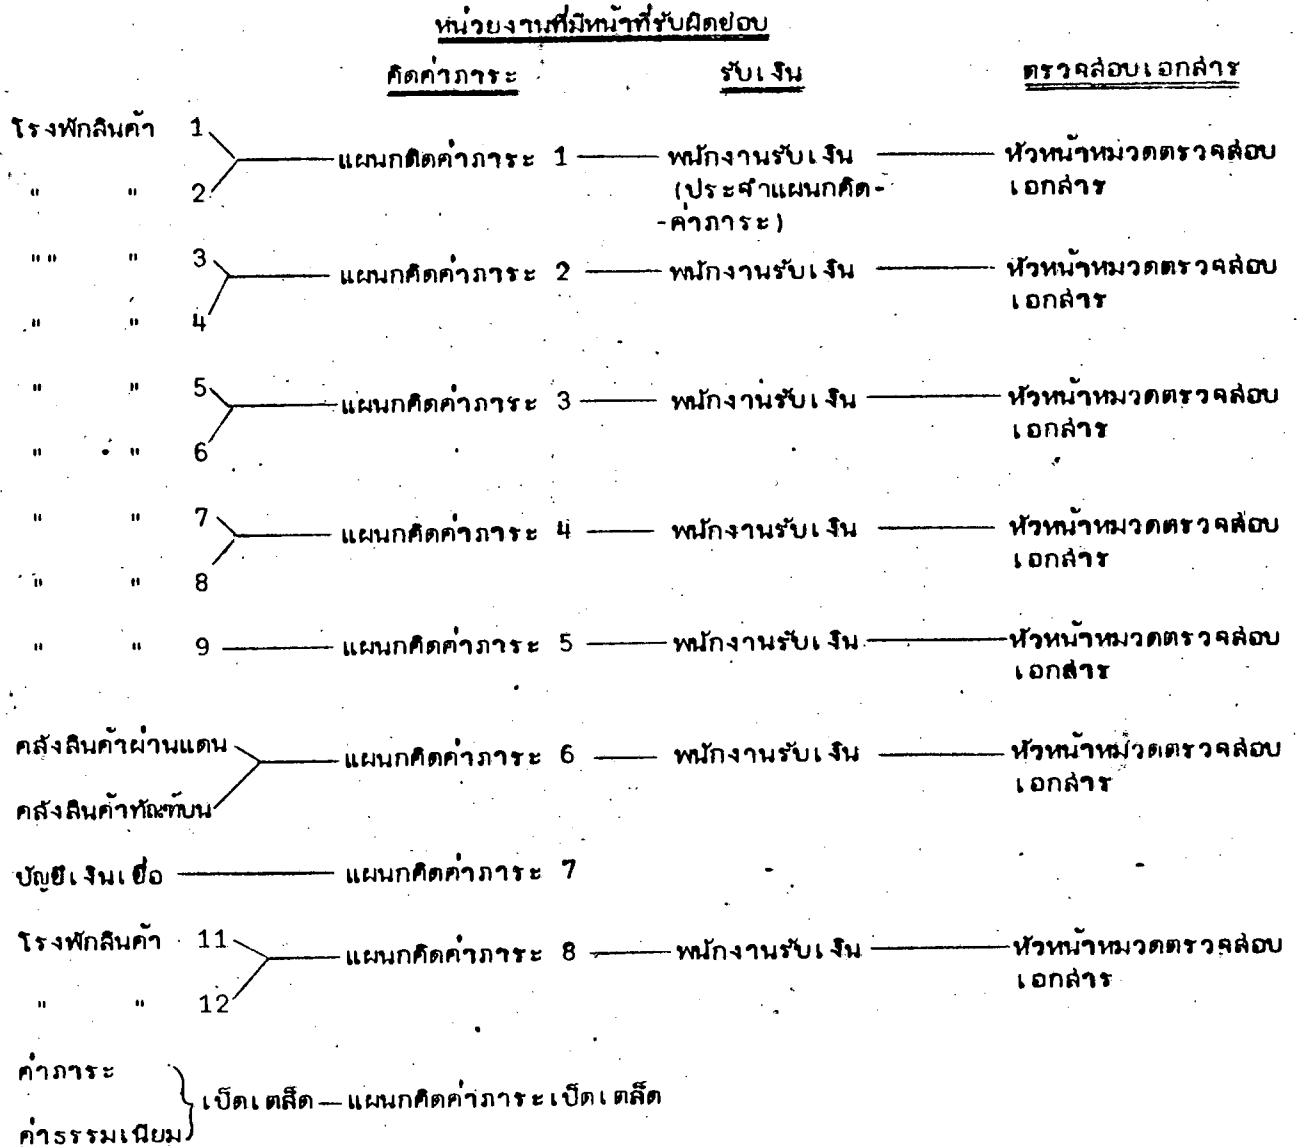 หน่วยงานที่มีหน้าที่รับผิดชอบ
คิดค่าภาระ รับเงิน ตรวจสอบเอกสาร
โรงพักสินค้า 1
แผนกคิดค่าภาระ 1 พนักงานรับเงิน หัวหน้าหมวดตรวจสอบ
" " 2 (ประจำแผนกคิด- เอกสาร
-ค่าภาระ)
"" " 3
แผนกคิดค่าภาระ 2 พนักงานรับเงิน หัวหน้าหมวดตรวจสอบ
เอกสาร
" " 4
" " 5
แผนกคิดค่าภาระ 3 พนักงานรับเงิน หัวหน้าหมวดตรวจสอบ
เอกสาร
" " 6
" " 7
แผนกคิดค่าภาระ 4 พนักงานรับเงิน หัวหน้าหมวดตรวจสอบ
เอกสาร
" " 8
" " 9 แผนกคิดค่าภาระ 5 พนักงานรับเงิน หัวหน้าหมวดตรวจสอบ
เอกสาร
คลังสินค้าผ่านแดน
แผนกคิดค่าภาระ 6 พนักงานรับเงิน หัวหน้าหมวดตรวจสอบ
เอกสาร
คลังสินค้าทัณฑ์บน
บัญชีเงินเชื่อ แผนกคิดค่าภาระ 7 - -
โรงพักสินค้า 11
แผนกคิดค่าภาระ 8 พนักงานรับเงิน หัวหน้าหมวดตรวจสอบ
เอกสาร
" " 12
ค่าภาระ
เบ็ดเตล็ด — แผนกคิดค่าภาระเบ็ดเตล็ด
ค่าธรรมเนียม